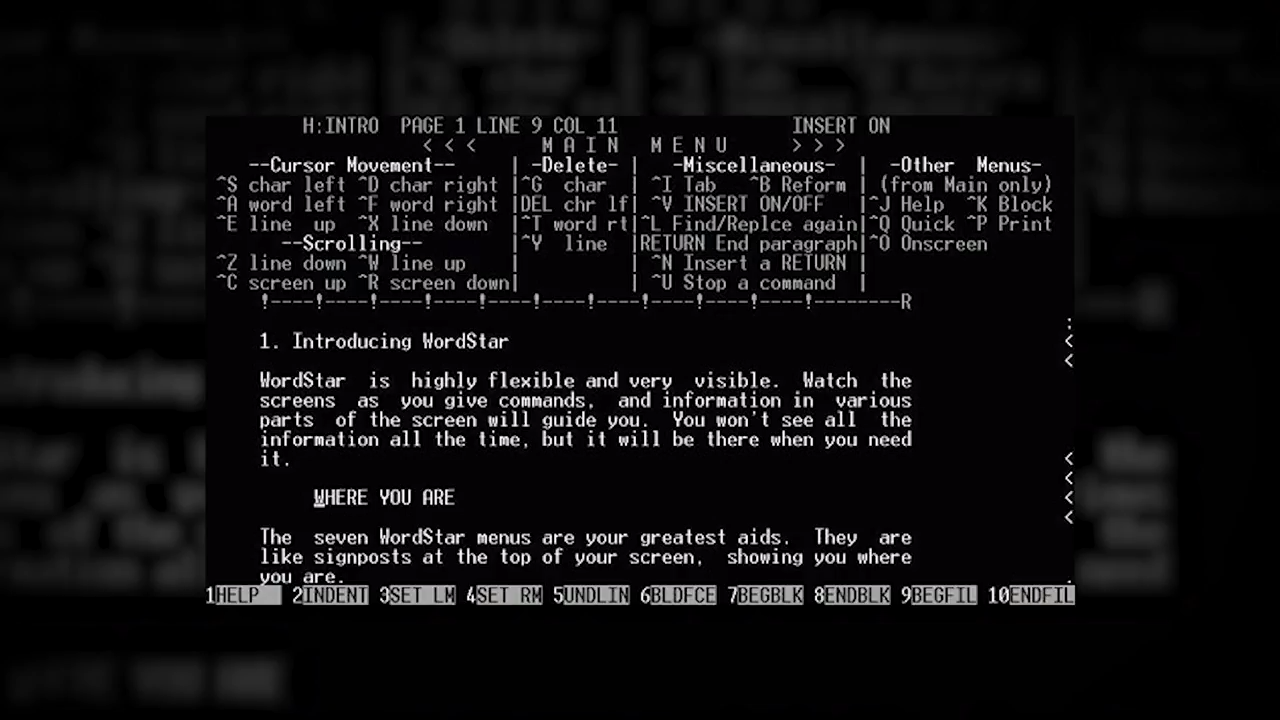 H:INTRO PAGE 1 LINE 9 COL 11 INSERT ON
< < < M A I N M E N U > > >
--Cursor Movement-- | -Delete- | -Miscellaneous- | -Other Menus-
^S char left ^D char right |^G char | ^I Tab ^B Reform | (from Main only)
^A word left ^F word right |DEL chr lf| ^V INSERT ON/OFF |^J Help ^K Block
^E line up ^X line down |^T word rt|^L Find/Replce again|^Q Quick ^P Print
--Scrolling-- |^Y line |RETURN End paragraph|^O Onscreen
^Z line down ^W line up | | ^N Insert a RETURN |
^C screen up ^R screen down| | ^U Stop a command |
!----!----!----!----!----!----!----!----!----!----!--------R
:
1. Introducing WordStar <
<
WordStar is highly flexible and very visible. Watch the
screens as you give commands, and information in various
parts of the screen will guide you. You won't see all the
information all the time, but it will be there when you need
it. <
<
WHERE YOU ARE <
<
The seven WordStar menus are your greatest aids. They are
like signposts at the top of your screen, showing you where
you are. .
1HELP 2INDENT 3SET LM 4SET RM 5UNDLIN 6BLDFCE 7BEGBLK 8ENDBLK 9BEGFIL 10ENDFIL